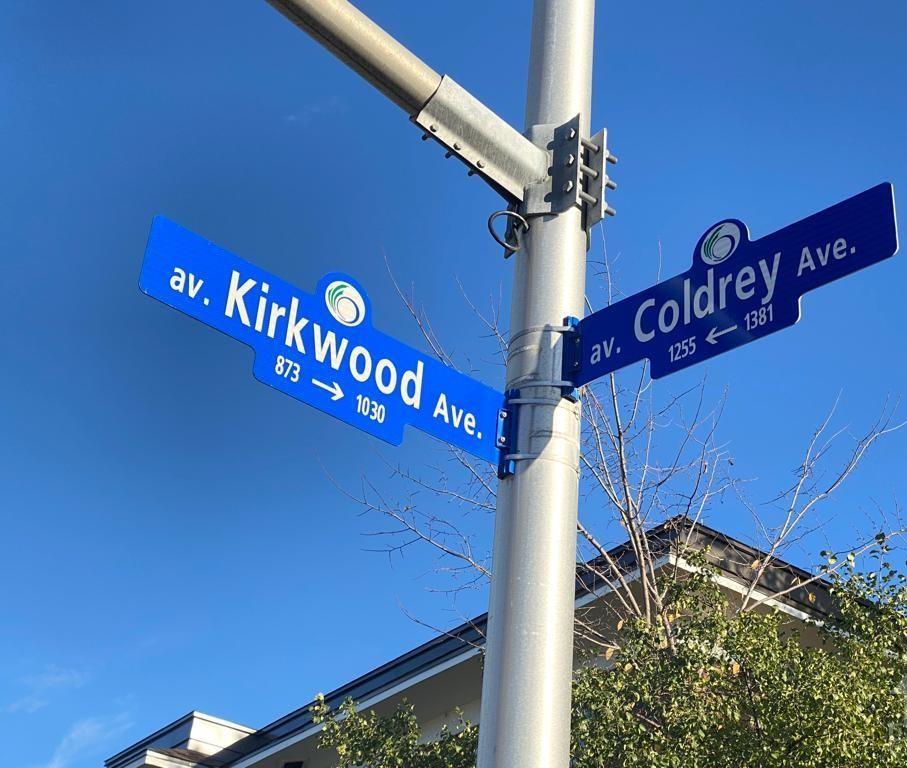 av. Kirkwood Ave.
873 → 1030
av. Coldrey Ave.
1255 ← 1381